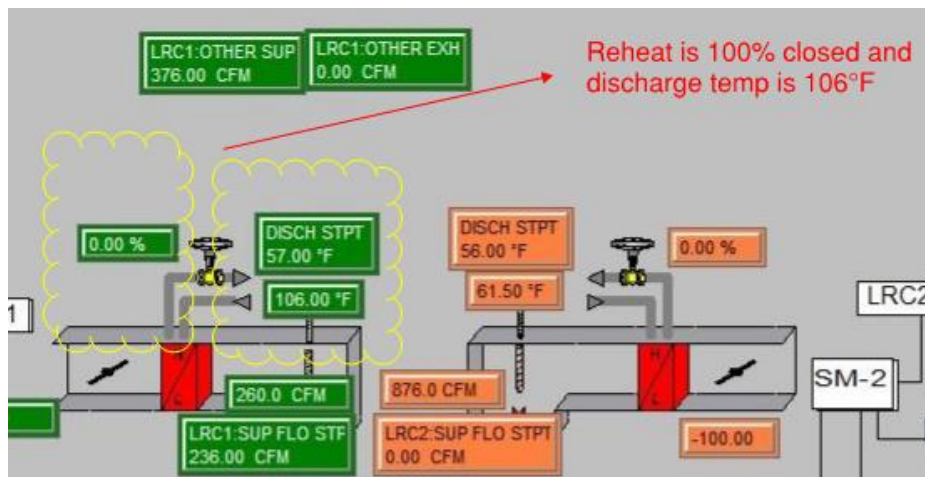 LRC1:OTHER SUP
376.00 CFM
LRC1:OTHER EXH
0.00 CFM
Reheat is 100% closed and
discharge temp is 106°F
0.00 %
DISCH STPT
57.00 °F
106.00 °F
DISCH STPT
56.00 °F
61.50 °F
0.00 %
1
LRC2
H
L
H
L
SM-2
260.0 CFM
LRC1:SUP FLO STP
236.00 CFM
876.0 CFM
LRC2:SUP FLO STPT
0.00 CFM
-100.00